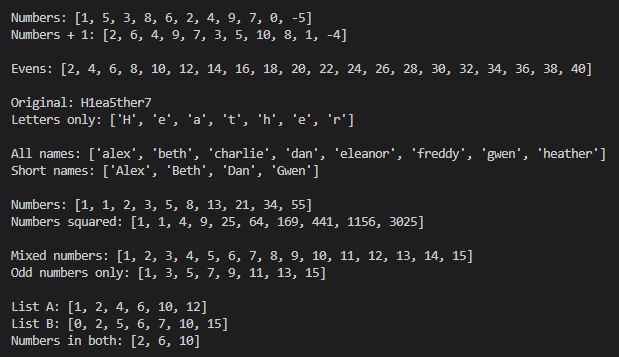 Numbers: [1, 5, 3, 8, 6, 2, 4, 9, 7, 0, -5]
Numbers + 1: [2, 6, 4, 9, 7, 3, 5, 10, 8, 1, -4]
Evens: [2, 4, 6, 8, 10, 12, 14, 16, 18, 20, 22, 24, 26, 28, 30, 32, 34, 36, 38, 40]
Original: H1ea5ther7
Letters only: ['H', 'e', 'a', 't', 'h', 'e', 'r']
All names: ['alex', 'beth', 'charlie', 'dan', 'eleanor', 'freddy', 'gwen', 'heather']
Short names: ['Alex', 'Beth', 'Dan', 'Gwen']
Numbers: [1, 1, 2, 3, 5, 8, 13, 21, 34, 55]
Numbers squared: [1, 1, 4, 9, 25, 64, 169, 441, 1156, 3025]
Mixed numbers: [1, 2, 3, 4, 5, 6, 7, 8, 9, 10, 11, 12, 13, 14, 15]
Odd numbers only: [1, 3, 5, 7, 9, 11, 13, 15]
List A: [1, 2, 4, 6, 10, 12]
List B: [0, 2, 5, 6, 7, 10, 15]
Numbers in both: [2, 6, 10]